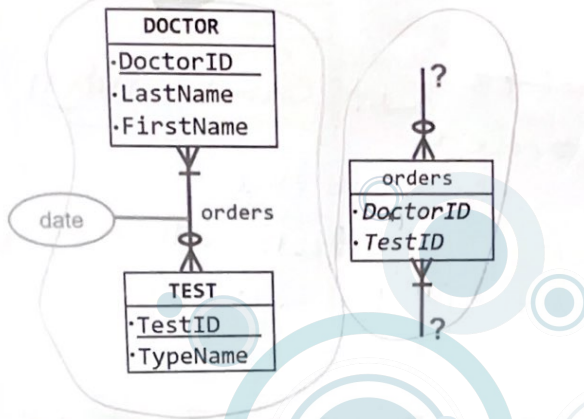 DOCTOR
·DoctorID
·LastName
·FirstName
orders
date
TEST
·TestID
·TypeName
?
orders
·DoctorID
·TestID
?